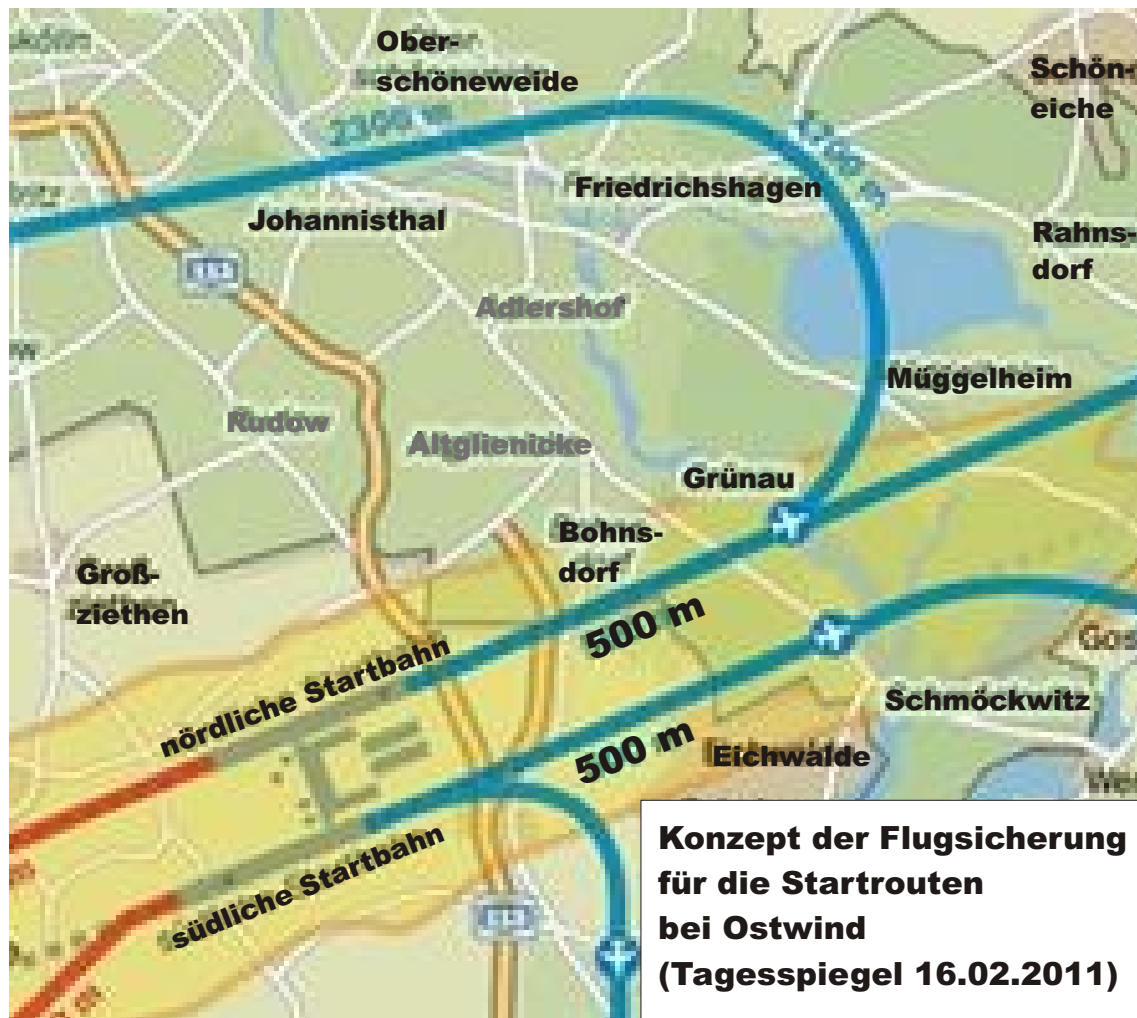 Ober-
schöneweide
Schön-
eiche
2300 m
Friedrichshagen
Johannisthal
Rahns-
dorf
Adlershof
Müggelheim
Rudow
Altglienicke
Grünau
Bohns-
dorf
Groß-
ziethen
500 m
nördliche Startbahn
Schmöckwitz
500 m
Eichwalde
südliche Startbahn
Konzept der Flugsicherung
für die Startrouten
bei Ostwind
(Tagesspiegel 16.02.2011)